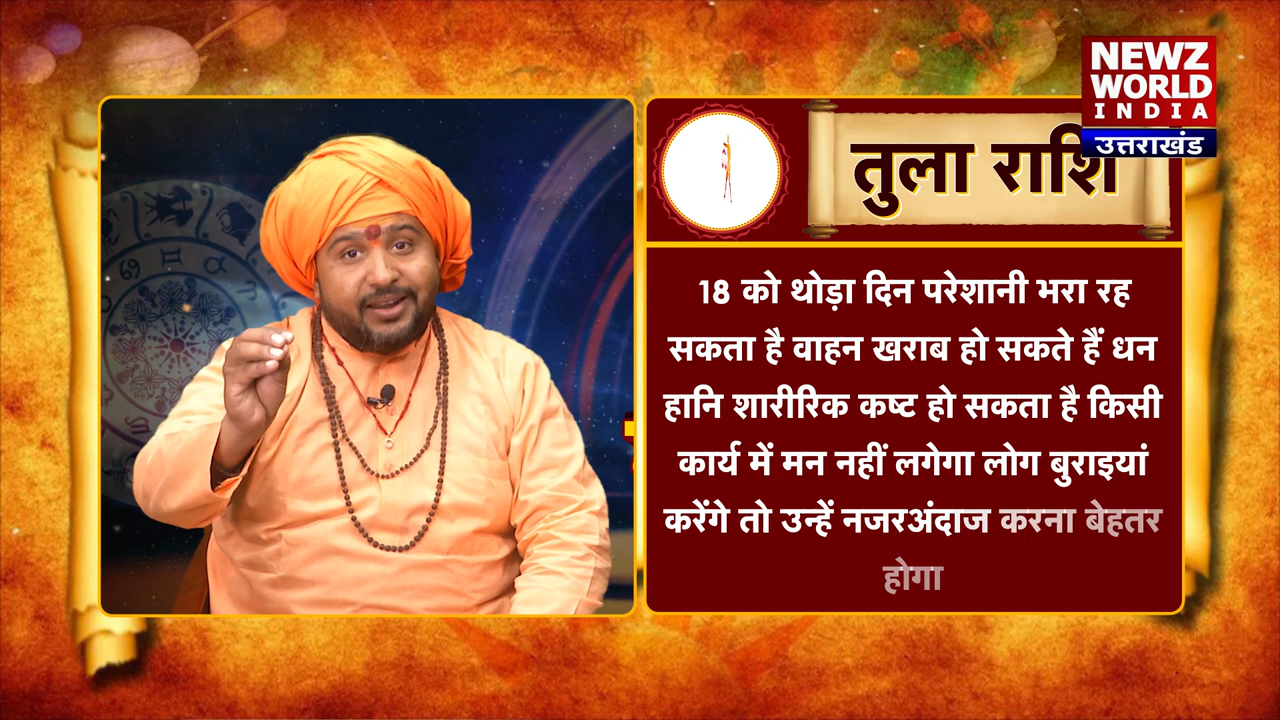 NEWZ
WORLD
INDIA
उत्तराखंड
तुला राशि
18 को थोड़ा दिन परेशानी भरा रह
सकता है वाहन खराब हो सकते हैं धन
हानि शारीरिक कष्ट हो सकता है किसी
कार्य में मन नहीं लगेगा लोग बुराइयां
करेंगे तो उन्हें नजरअंदाज करना बेहतर
होगा